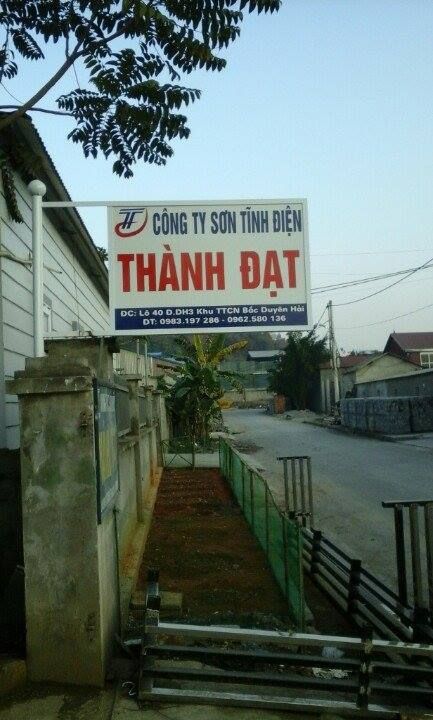 CÔNG TY SƠN TĨNH ĐIỆN
THÀNH ĐẠT
ĐC: Lô 40 D.DH3 Khu TTCN Bắc Duyên Hải
ĐT: 0983.197 286 - 0962.580 136